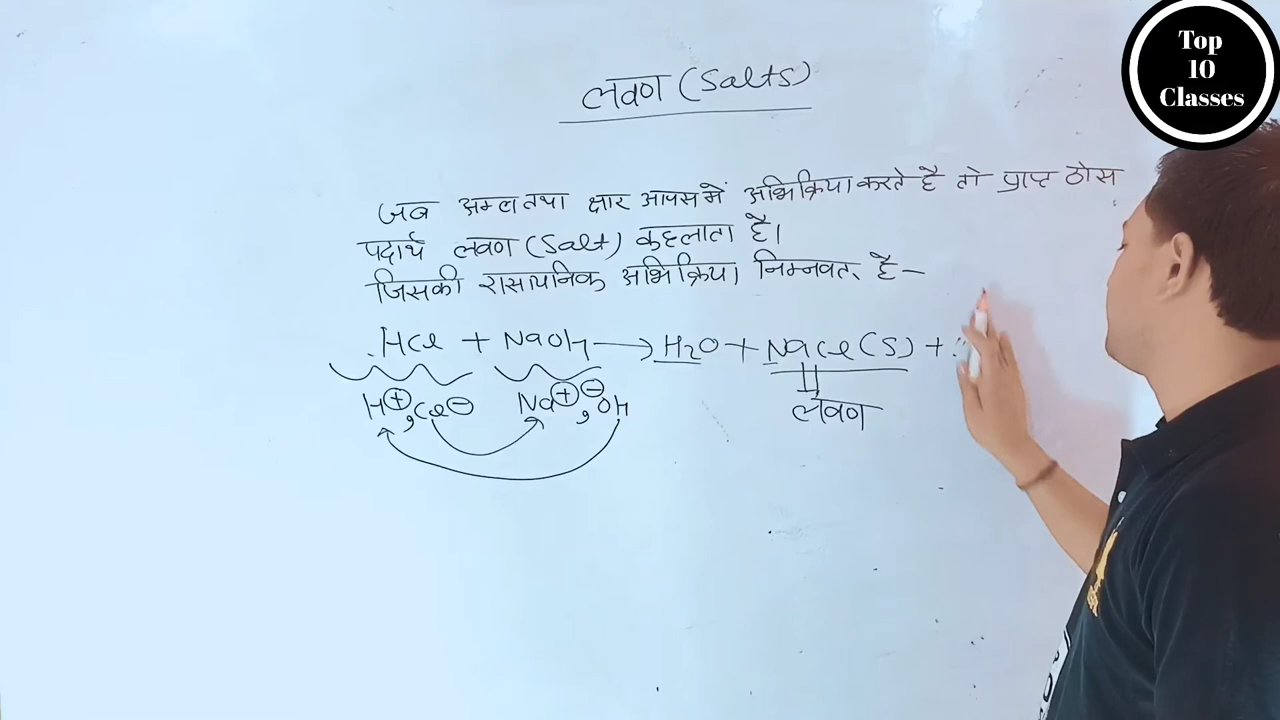 Top
10
Classes
लवण (Salts)
जब अम्ल तथा क्षार आपस में अभिक्रिया करते है तो प्राप्त ठोस
पदार्थ लवण (Salt) कहलाता है।
जिसकी रासायनिक अभिक्रिया निम्नवत् है–
HCl + NaOH → H2O + NaCl(S) +
लवण
H⊕, Cl⊖ Na⊕, ⊖OH